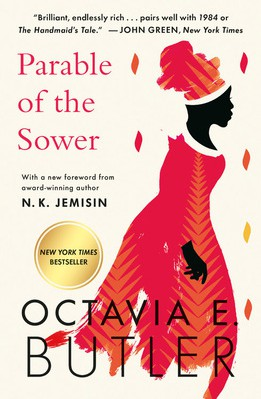 “Brilliant, endlessly rich . . . pairs well with 1984 or
The Handmaid’s Tale.” —JOHN GREEN, New York Times
Parable
of the
Sower
With a new foreword from
award-winning author
N. K. JEMISIN
NEW YORK TIMES
BESTSELLER
OCTAVIA E.
BUTLER